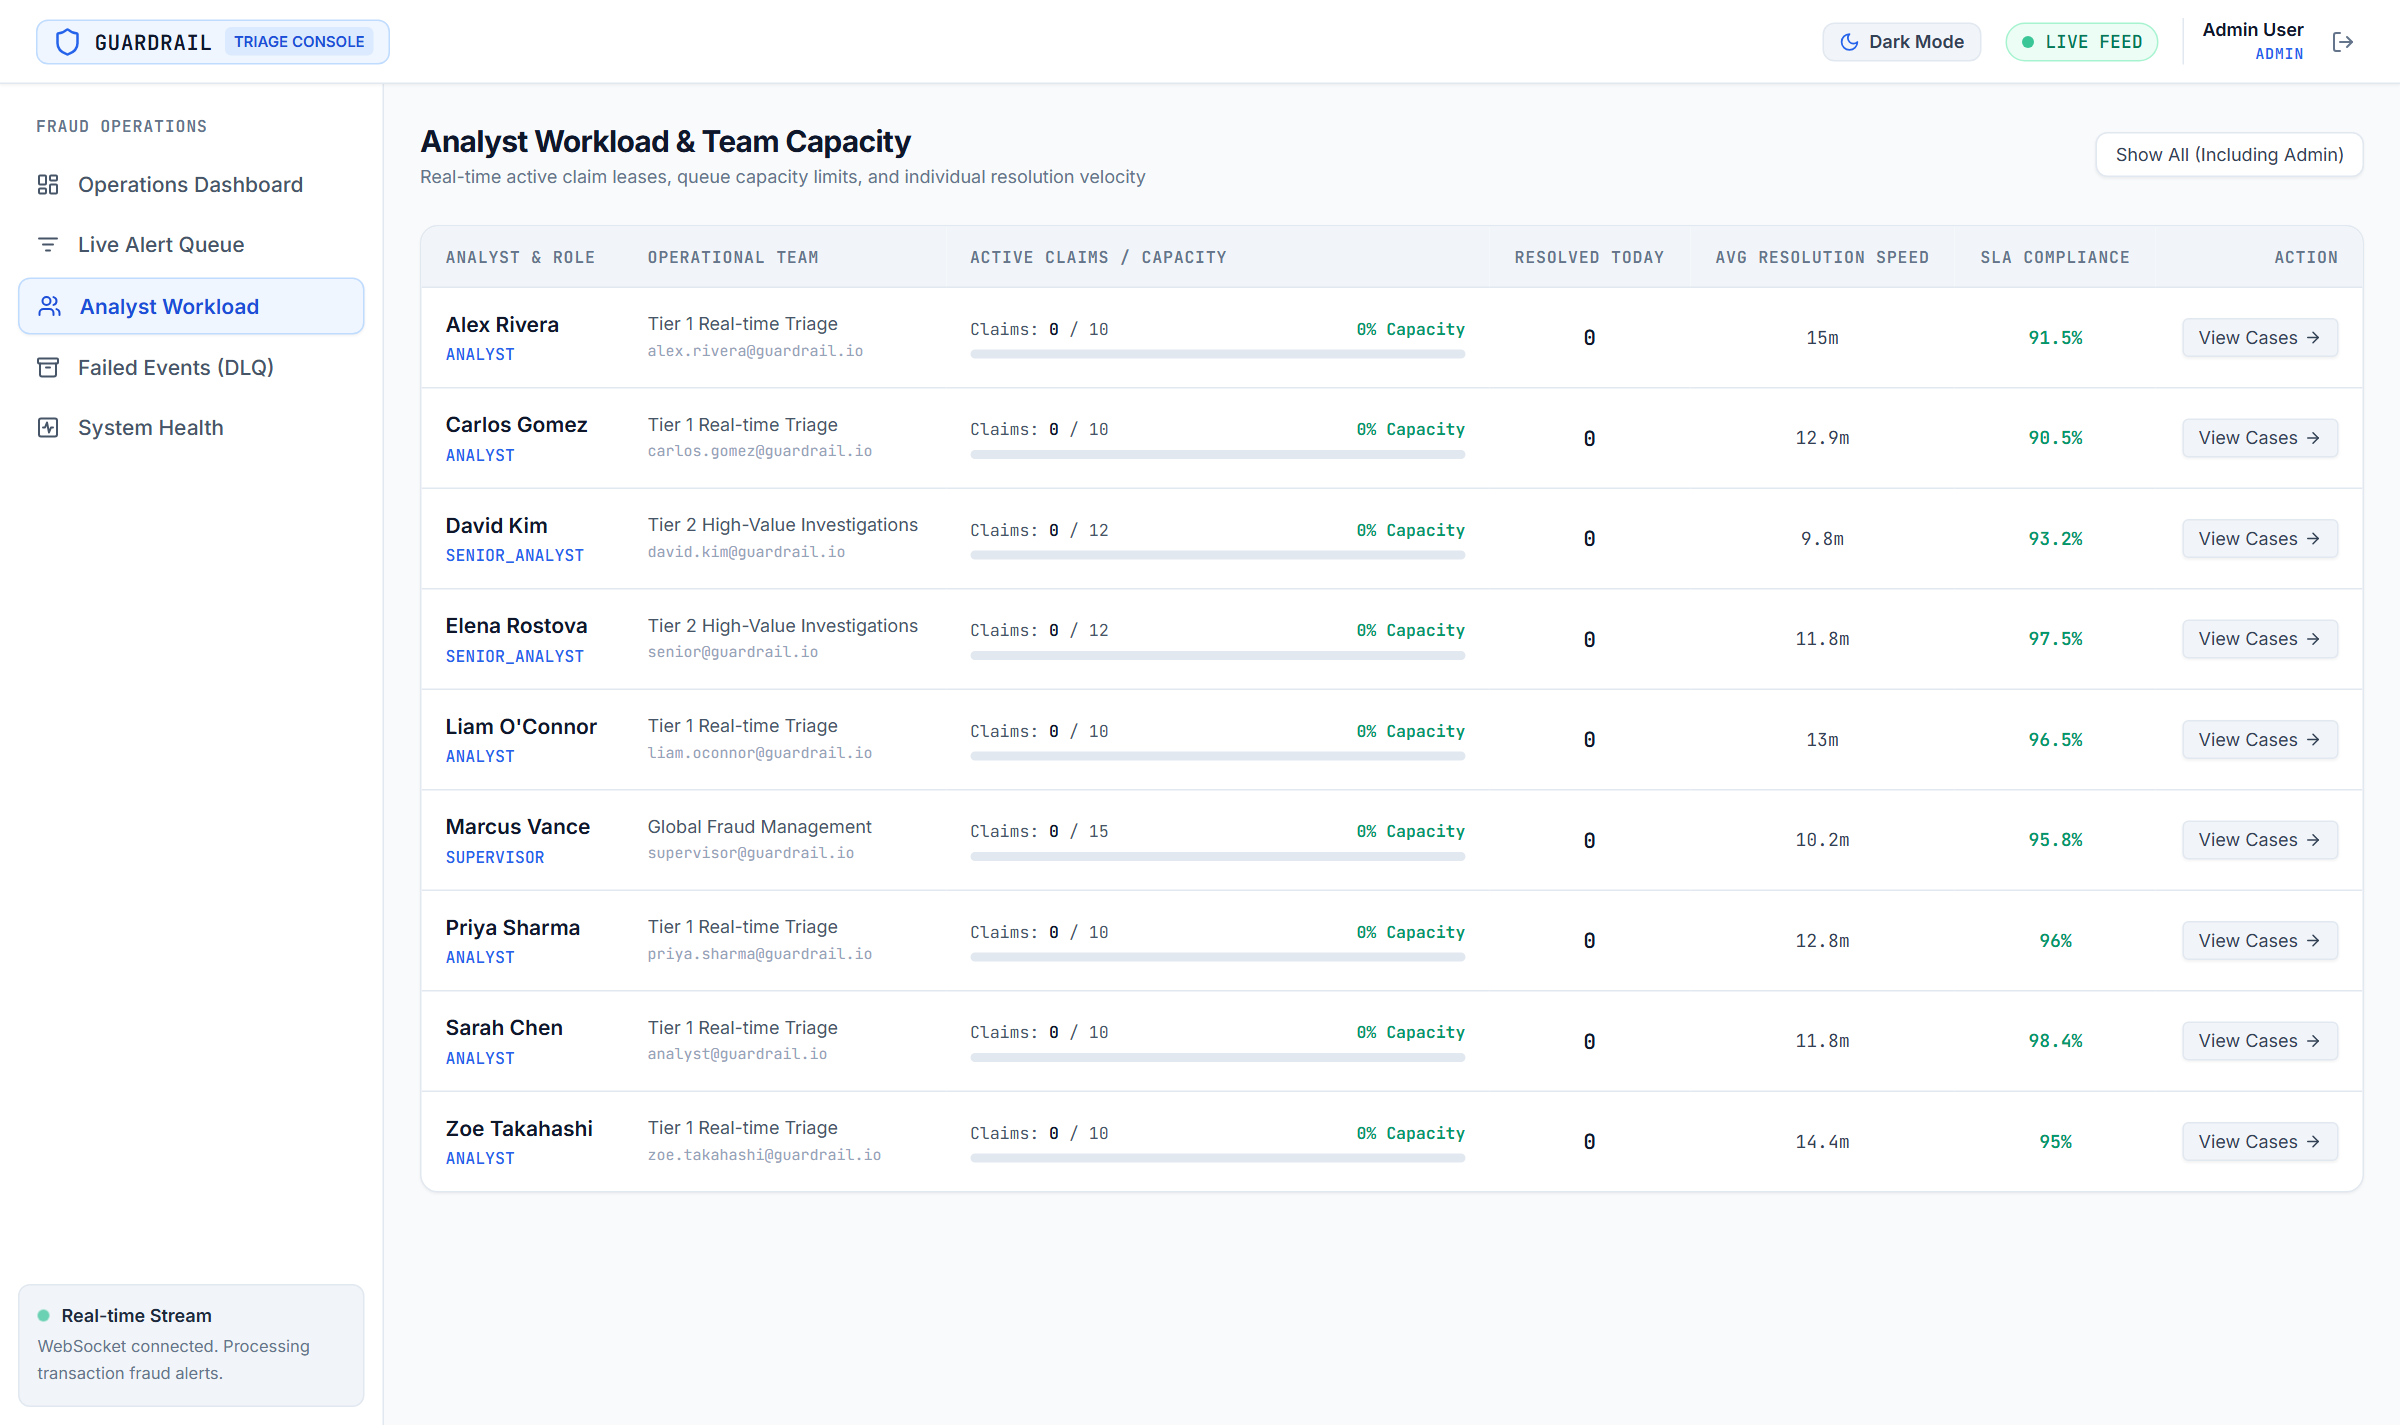 GUARDRAIL TRIAGE CONSOLE
Dark Mode
LIVE FEED
Admin User
ADMIN
FRAUD OPERATIONS
Operations Dashboard
Live Alert Queue
Analyst Workload
Failed Events (DLQ)
System Health
Real-time Stream
WebSocket connected. Processing
transaction fraud alerts.
Analyst Workload & Team Capacity
Real-time active claim leases, queue capacity limits, and individual resolution velocity
Show All (Including Admin)
ANALYST & ROLE OPERATIONAL TEAM ACTIVE CLAIMS / CAPACITY RESOLVED TODAY AVG RESOLUTION SPEED SLA COMPLIANCE ACTION
Alex Rivera Tier 1 Real-time Triage Claims: 0 / 10 0% Capacity 0 15m 91.5% View Cases →
ANALYST alex.rivera@guardrail.io
Carlos Gomez Tier 1 Real-time Triage Claims: 0 / 10 0% Capacity 0 12.9m 90.5% View Cases →
ANALYST carlos.gomez@guardrail.io
David Kim Tier 2 High-Value Investigations Claims: 0 / 12 0% Capacity 0 9.8m 93.2% View Cases →
SENIOR_ANALYST david.kim@guardrail.io
Elena Rostova Tier 2 High-Value Investigations Claims: 0 / 12 0% Capacity 0 11.8m 97.5% View Cases →
SENIOR_ANALYST senior@guardrail.io
Liam O'Connor Tier 1 Real-time Triage Claims: 0 / 10 0% Capacity 0 13m 96.5% View Cases →
ANALYST liam.oconnor@guardrail.io
Marcus Vance Global Fraud Management Claims: 0 / 15 0% Capacity 0 10.2m 95.8% View Cases →
SUPERVISOR supervisor@guardrail.io
Priya Sharma Tier 1 Real-time Triage Claims: 0 / 10 0% Capacity 0 12.8m 96% View Cases →
ANALYST priya.sharma@guardrail.io
Sarah Chen Tier 1 Real-time Triage Claims: 0 / 10 0% Capacity 0 11.8m 98.4% View Cases →
ANALYST analyst@guardrail.io
Zoe Takahashi Tier 1 Real-time Triage Claims: 0 / 10 0% Capacity 0 14.4m 95% View Cases →
ANALYST zoe.takahashi@guardrail.io